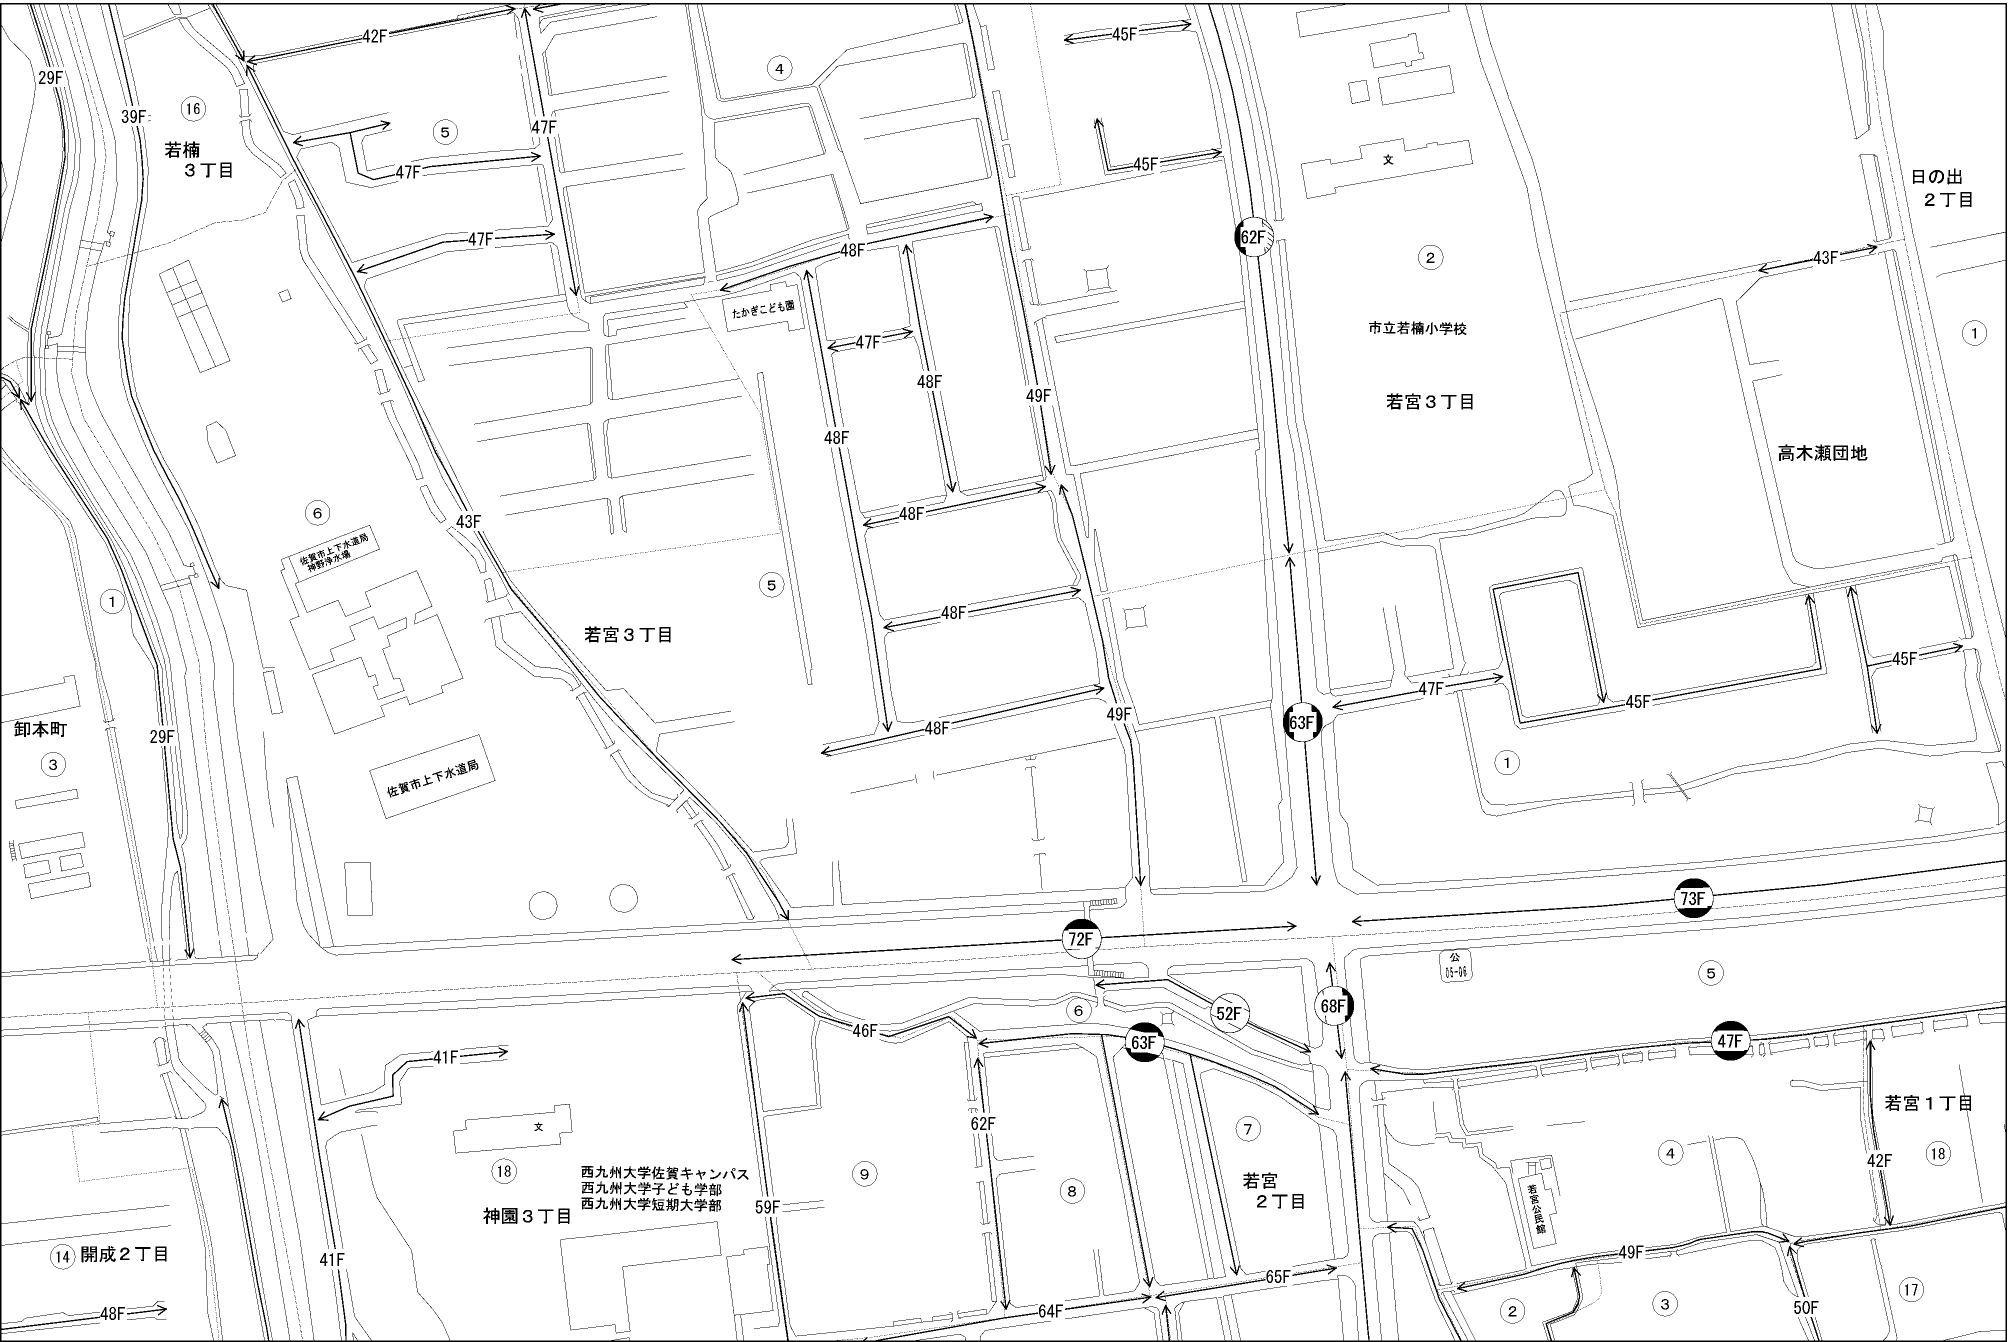 42F
45F
29F
④
39F
⑯
⑤
47F
若楠
３丁目
47F
文
45F
日の出
２丁目
47F
62F
48F
②
43F
たかぎこども園
市立若楠小学校
①
47F
48F
49F
若宮３丁目
48F
高木瀬団地
⑥
48F
43F
佐賀市上下水道局
神野浄水場
⑤
①
48F
若宮３丁目
45F
47F
45F
49F
63F
卸本町
48F
29F
③
①
佐賀市上下水道局
73F
72F
公
05-06
⑤
68F
52F
⑥
46F
63F
47F
41F
若宮１丁目
62F
文
⑦
④
⑱
42F
⑱
西九州大学佐賀キャンパス
西九州大学子ども学部
西九州大学短期大学部
⑨
⑧
若宮
２丁目
59F
若宮公民館
神園３丁目
⑭
開成２丁目
41F
49F
65F
⑰
48F
64F
②
③
50F